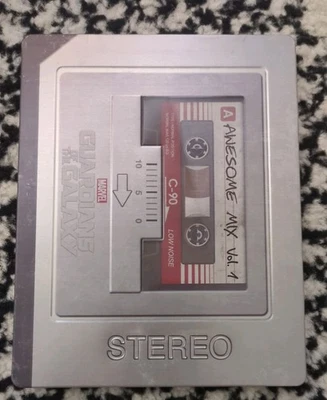 A AWESOME MIX Vol. 1
C-90
LOW NOISE
10 5 0
MARVEL
GUARDIANS
OF THE
GALAXY
STEREO